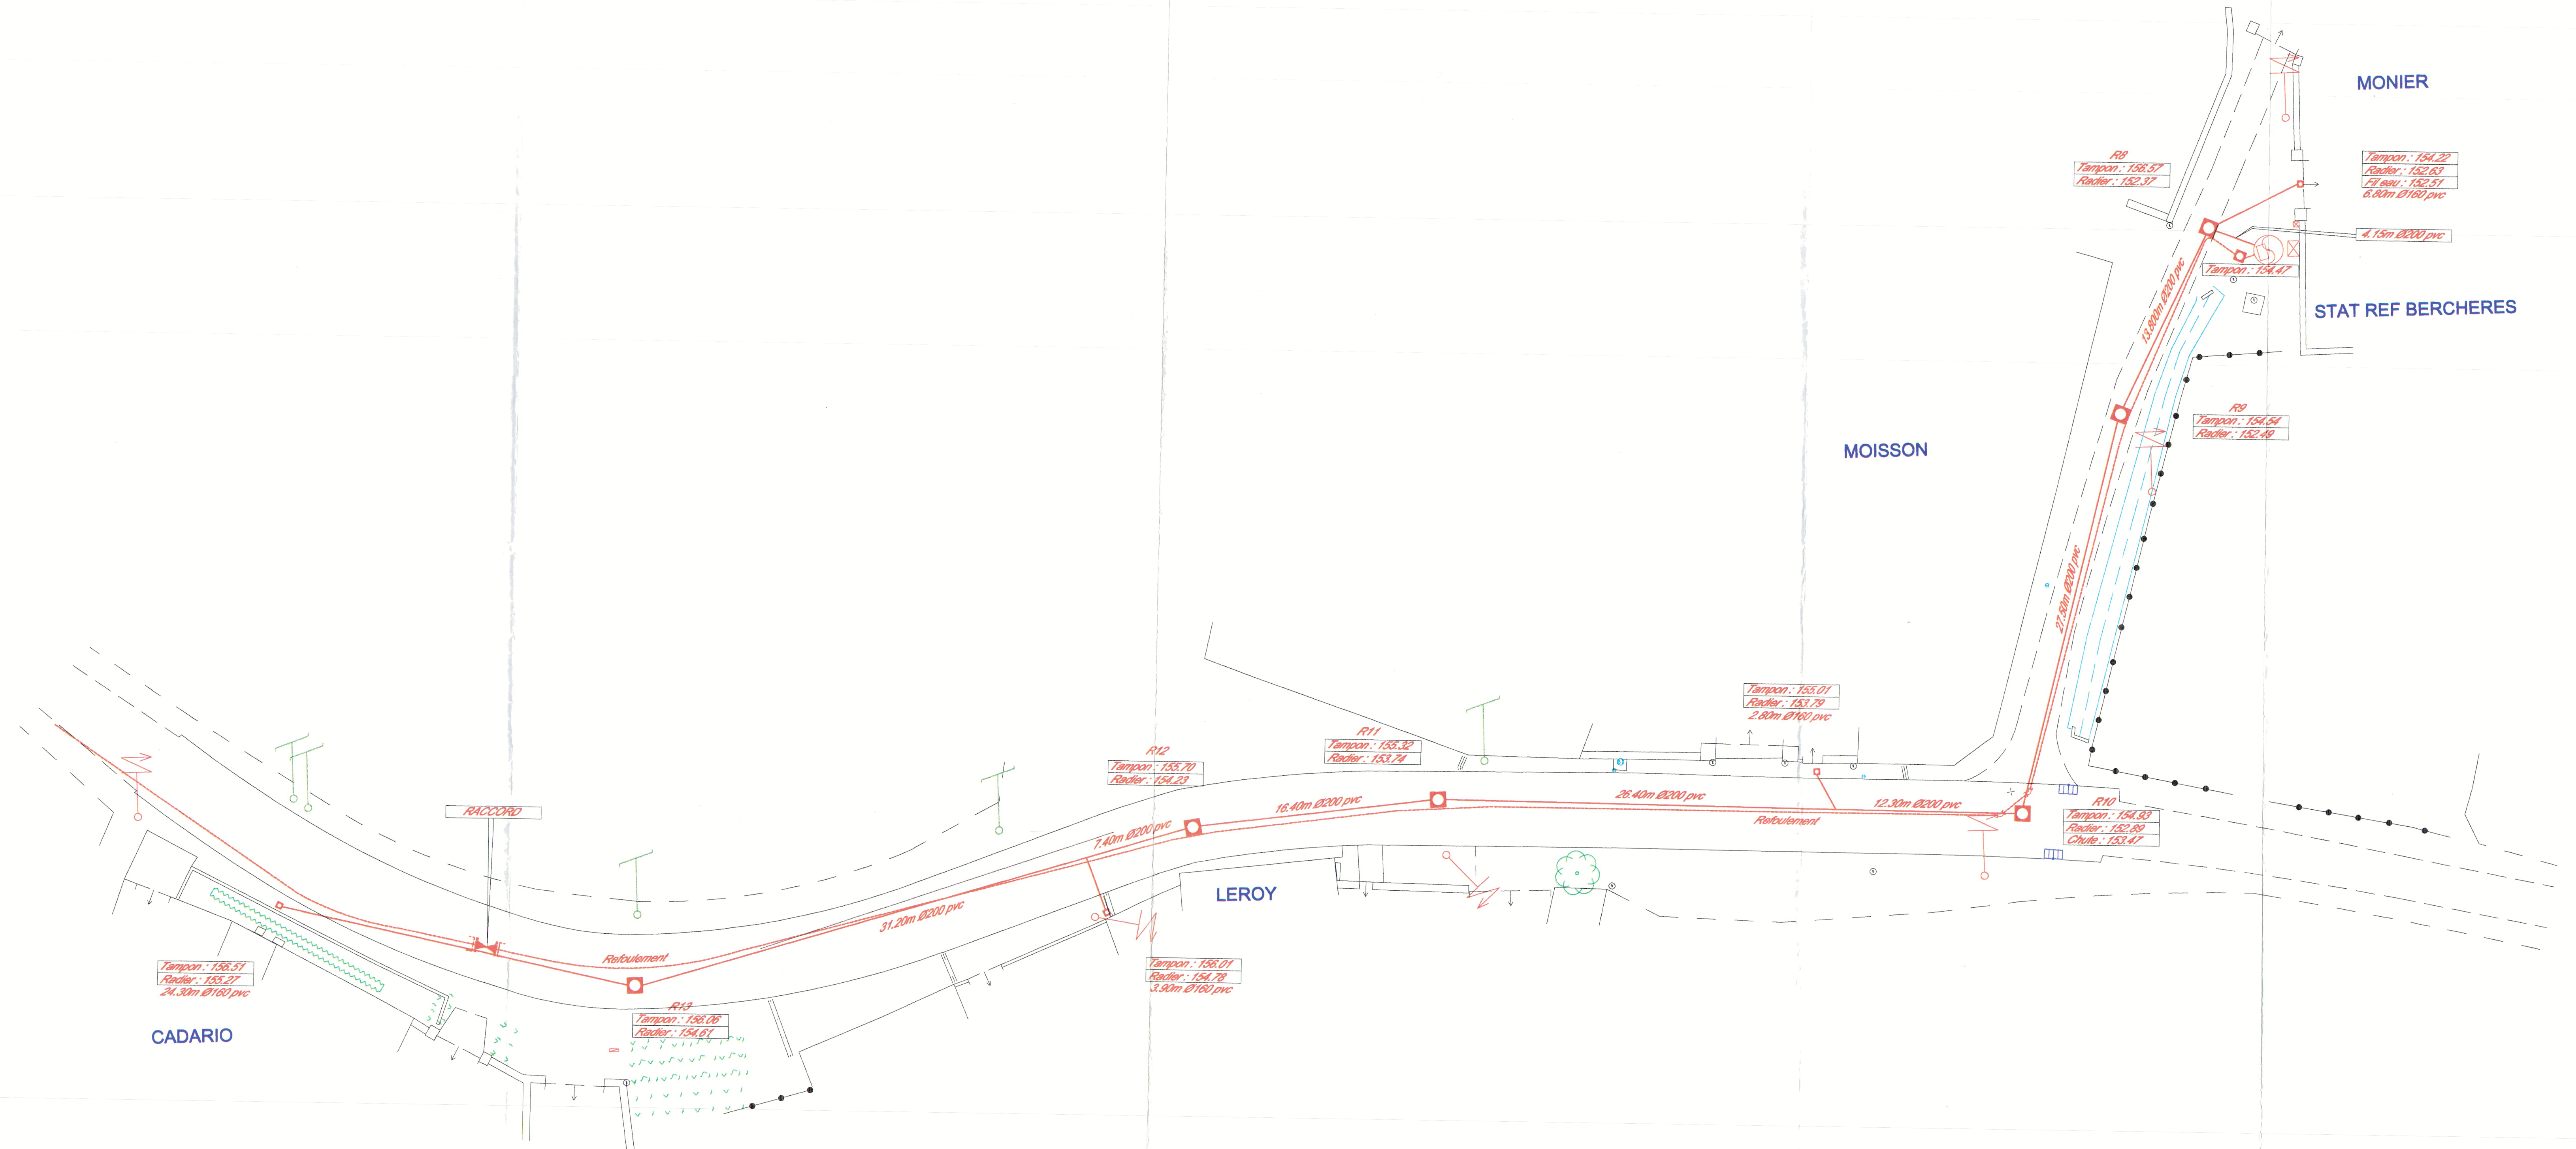 MONIER
R8
Tampon : 156.57
Radier : 152.37
Tampon : 154.22
Radier : 152.63
Fil eau : 152.51
6.80m Ø160 pvc
4.15m Ø200 pvc
Tampon : 154.47
13.800m Ø200 pvc
STAT REF BERCHERES
R9
Tampon : 154.54
Radier : 152.49
MOISSON
27.50m Ø200 pvc
Tampon : 155.01
Radier : 153.79
2.80m Ø160 pvc
R11
Tampon : 155.32
Radier : 153.74
R12
Tampon : 155.70
Radier : 154.23
RACCORD
7.40m Ø200 pvc
16.40m Ø200 pvc
26.40m Ø200 pvc
12.30m Ø200 pvc
Refoulement
R10
Tampon : 154.93
Radier : 152.89
Chute : 153.47
LEROY
31.20m Ø200 pvc
Refoulement
Tampon : 156.51
Radier : 155.27
24.30m Ø160 pvc
Tampon : 156.01
Radier : 154.78
3.90m Ø160 pvc
R13
Tampon : 156.06
Radier : 154.61
CADARIO